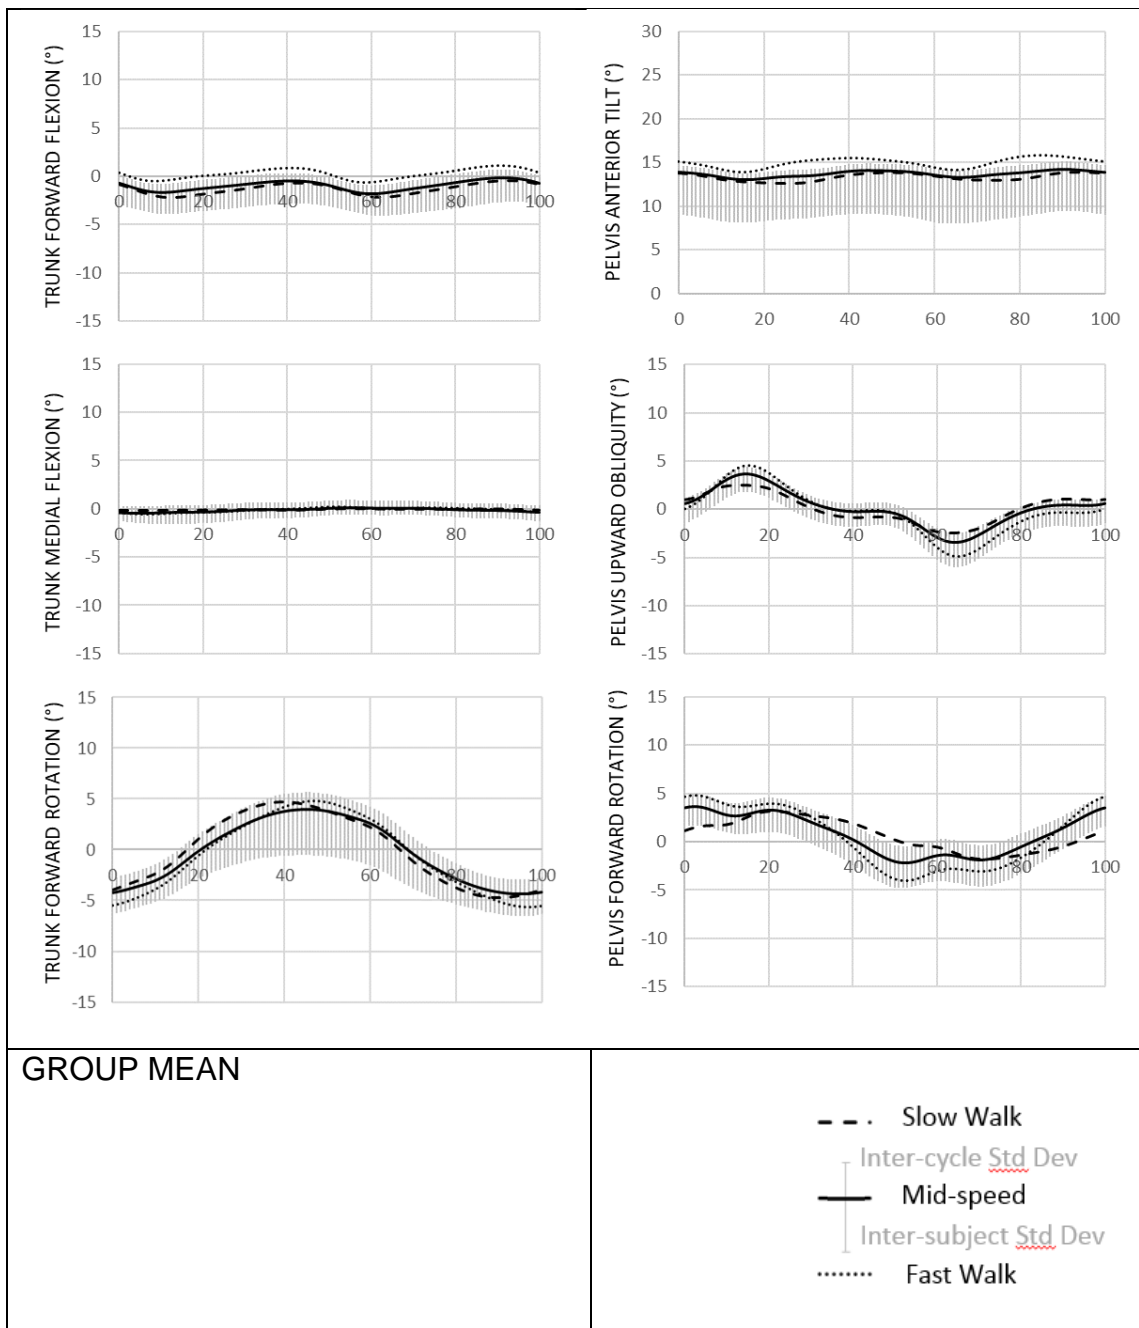 TRUNK FORWARD FLEXION (°)
15
10
5
0
-5
-10
-15
0 20 40 60 80 100
PELVIS ANTERIOR TILT (°)
30
25
20
15
10
5
0
0 20 40 60 80 100
TRUNK MEDIAL FLEXION (°)
15
10
5
0
-5
-10
-15
0 20 40 60 80 100
PELVIS UPWARD OBLIQUITY (°)
15
10
5
0
-5
-10
-15
0 20 40 60 80 100
TRUNK FORWARD ROTATION (°)
15
10
5
0
-5
-10
-15
0 20 40 60 80 100
PELVIS FORWARD ROTATION (°)
15
10
5
0
-5
-10
-15
0 20 40 60 80 100
GROUP MEAN
Slow Walk
Inter-cycle Std Dev
Mid-speed
Inter-subject Std Dev
Fast Walk